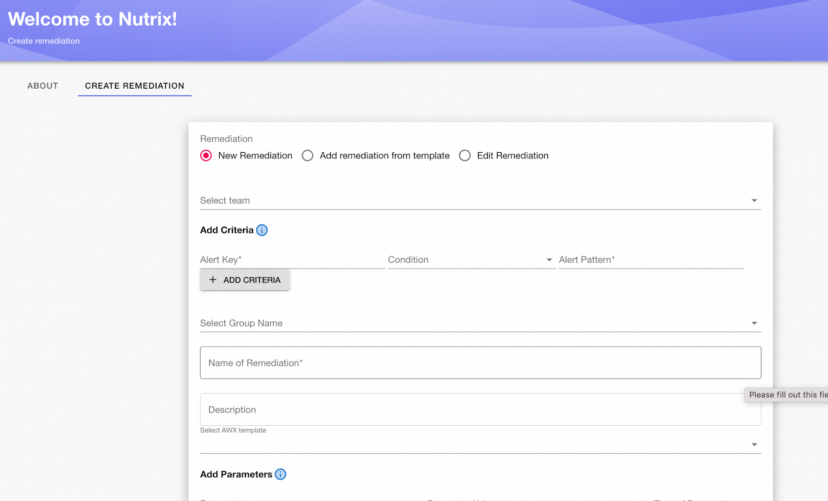 Welcome to Nutrix!
Create remediation
ABOUT CREATE REMEDIATION
Remediation
New Remediation Add remediation from template Edit Remediation
Select team
Add Criteria
Alert Key* Condition Alert Pattern*
+ ADD CRITERIA
Select Group Name
Name of Remediation*
Please fill out this fie
Description
Select AWX template
Add Parameters